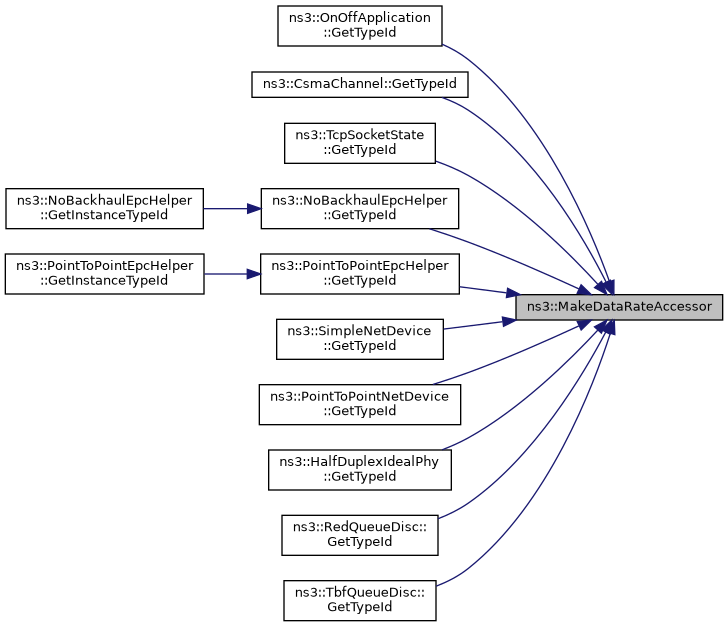 ns3::OnOffApplication
::GetTypeId
ns3::CsmaChannel::GetTypeId
ns3::TcpSocketState
::GetTypeId
ns3::NoBackhaulEpcHelper
::GetInstanceTypeId
ns3::NoBackhaulEpcHelper
::GetTypeId
ns3::PointToPointEpcHelper
::GetInstanceTypeId
ns3::PointToPointEpcHelper
::GetTypeId
ns3::MakeDataRateAccessor
ns3::SimpleNetDevice
::GetTypeId
ns3::PointToPointNetDevice
::GetTypeId
ns3::HalfDuplexIdealPhy
::GetTypeId
ns3::RedQueueDisc::
GetTypeId
ns3::TbfQueueDisc::
GetTypeId